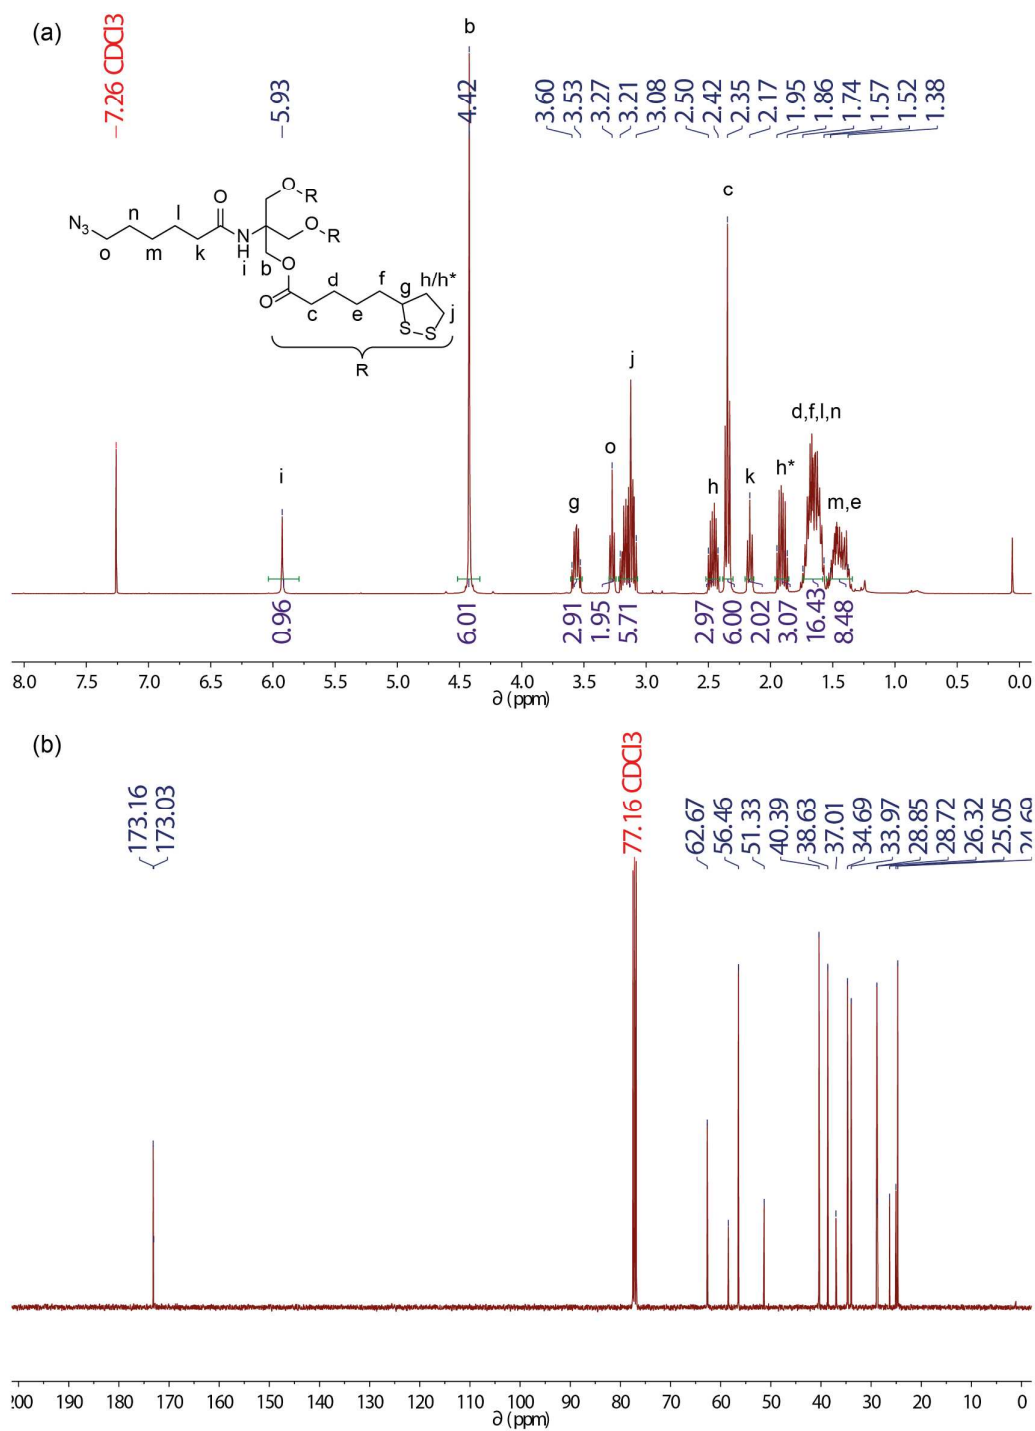 (a)
7.26 CDCl3
5.93
4.42
3.60
3.53
3.27
3.21
3.08
2.50
2.42
2.35
2.17
1.95
1.86
1.74
1.57
1.52
1.38
b
c
O
O
R
N3
n
l
O
R
o
m
k
N
H
i
b
O
O
c
d
e
f
g
h/h*
j
S
S
R
i
g
o
j
h
k
h*
d,f,l,n
m,e
0.96
6.01
2.91
1.95
5.71
2.97
6.00
2.02
3.07
16.43
8.48
8.0 7.0 6.5 6.0 5.5 5.0 4.5 4.0 3.5 3.0 2.5 2.0 1.5 1.0 0.5 0.0
∂ (ppm)
(b)
173.16
173.03
77.16 CDCl3
62.67
56.46
51.33
40.39
38.63
37.01
34.69
33.97
28.85
28.72
26.32
25.05
24.69
200 190 180 170 160 150 140 130 120 110 100 90 80 70 60 50 40 30 20 10 0
∂ (ppm)